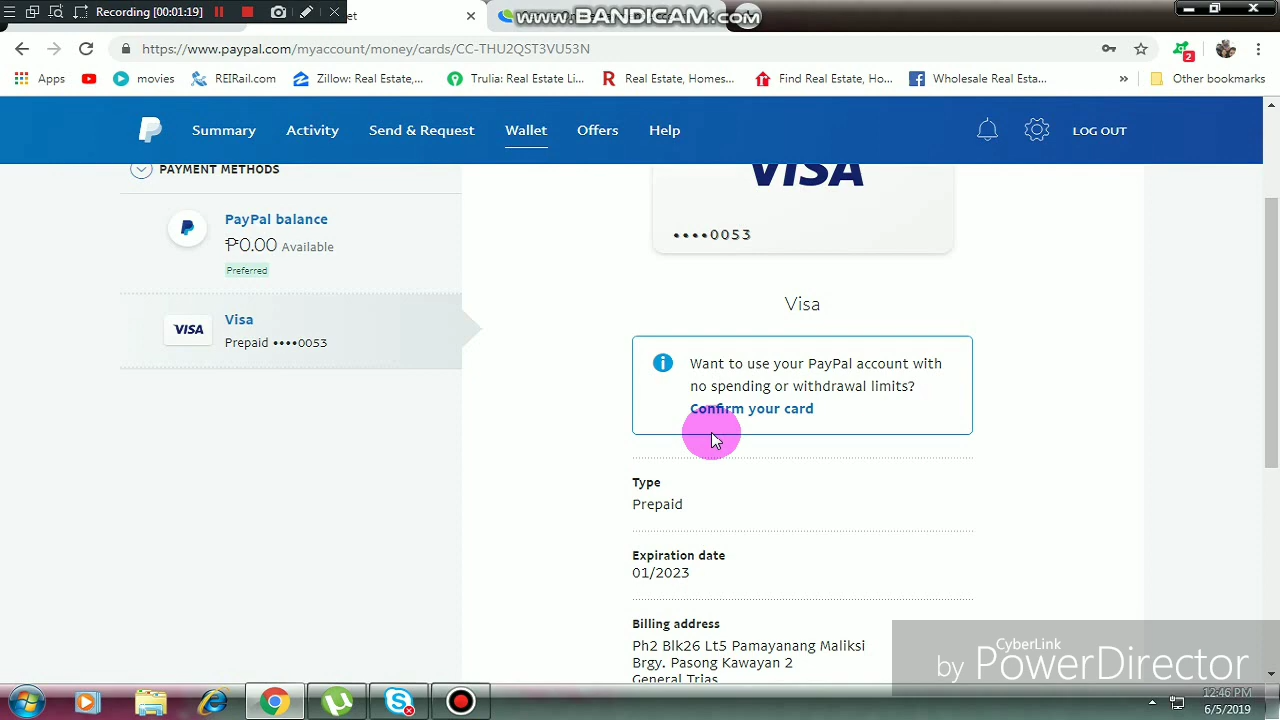 Recording [00:01:19]
et
www.BANDICAM.com
https://www.paypal.com/myaccount/money/cards/CC-THU2QST3VU53N
2
Apps
movies
REIRail.com
Zillow: Real Estate,...
Trulia: Real Estate Li...
Real Estate, Homes...
Find Real Estate, Ho...
Wholesale Real Esta...
»
Other bookmarks
Summary
Activity
Send & Request
Wallet
Offers
Help
LOG OUT
PAYMENT METHODS
PayPal balance
₱0.00 Available
Preferred
VISA
Visa
Prepaid ••••0053
VISA
••••0053
Visa
Want to use your PayPal account with
no spending or withdrawal limits?
Confirm your card
Type
Prepaid
Expiration date
01/2023
Billing address
Ph2 Blk26 Lt5 Pamayanang Maliksi
Brgy. Pasong Kawayan 2
General Trias
CyberLink
by PowerDirector
12:46 PM
6/5/2019